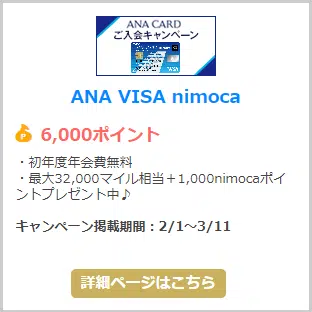 ANA CARD
ご入会キャンペーン
VISA
ANA VISA nimoca
6,000ポイント
・初年度年会費無料
・最大32,000マイル相当＋1,000nimocaポイ
ントプレゼント中♪
キャンペーン掲載期間：2/1～3/11
詳細ページはこちら